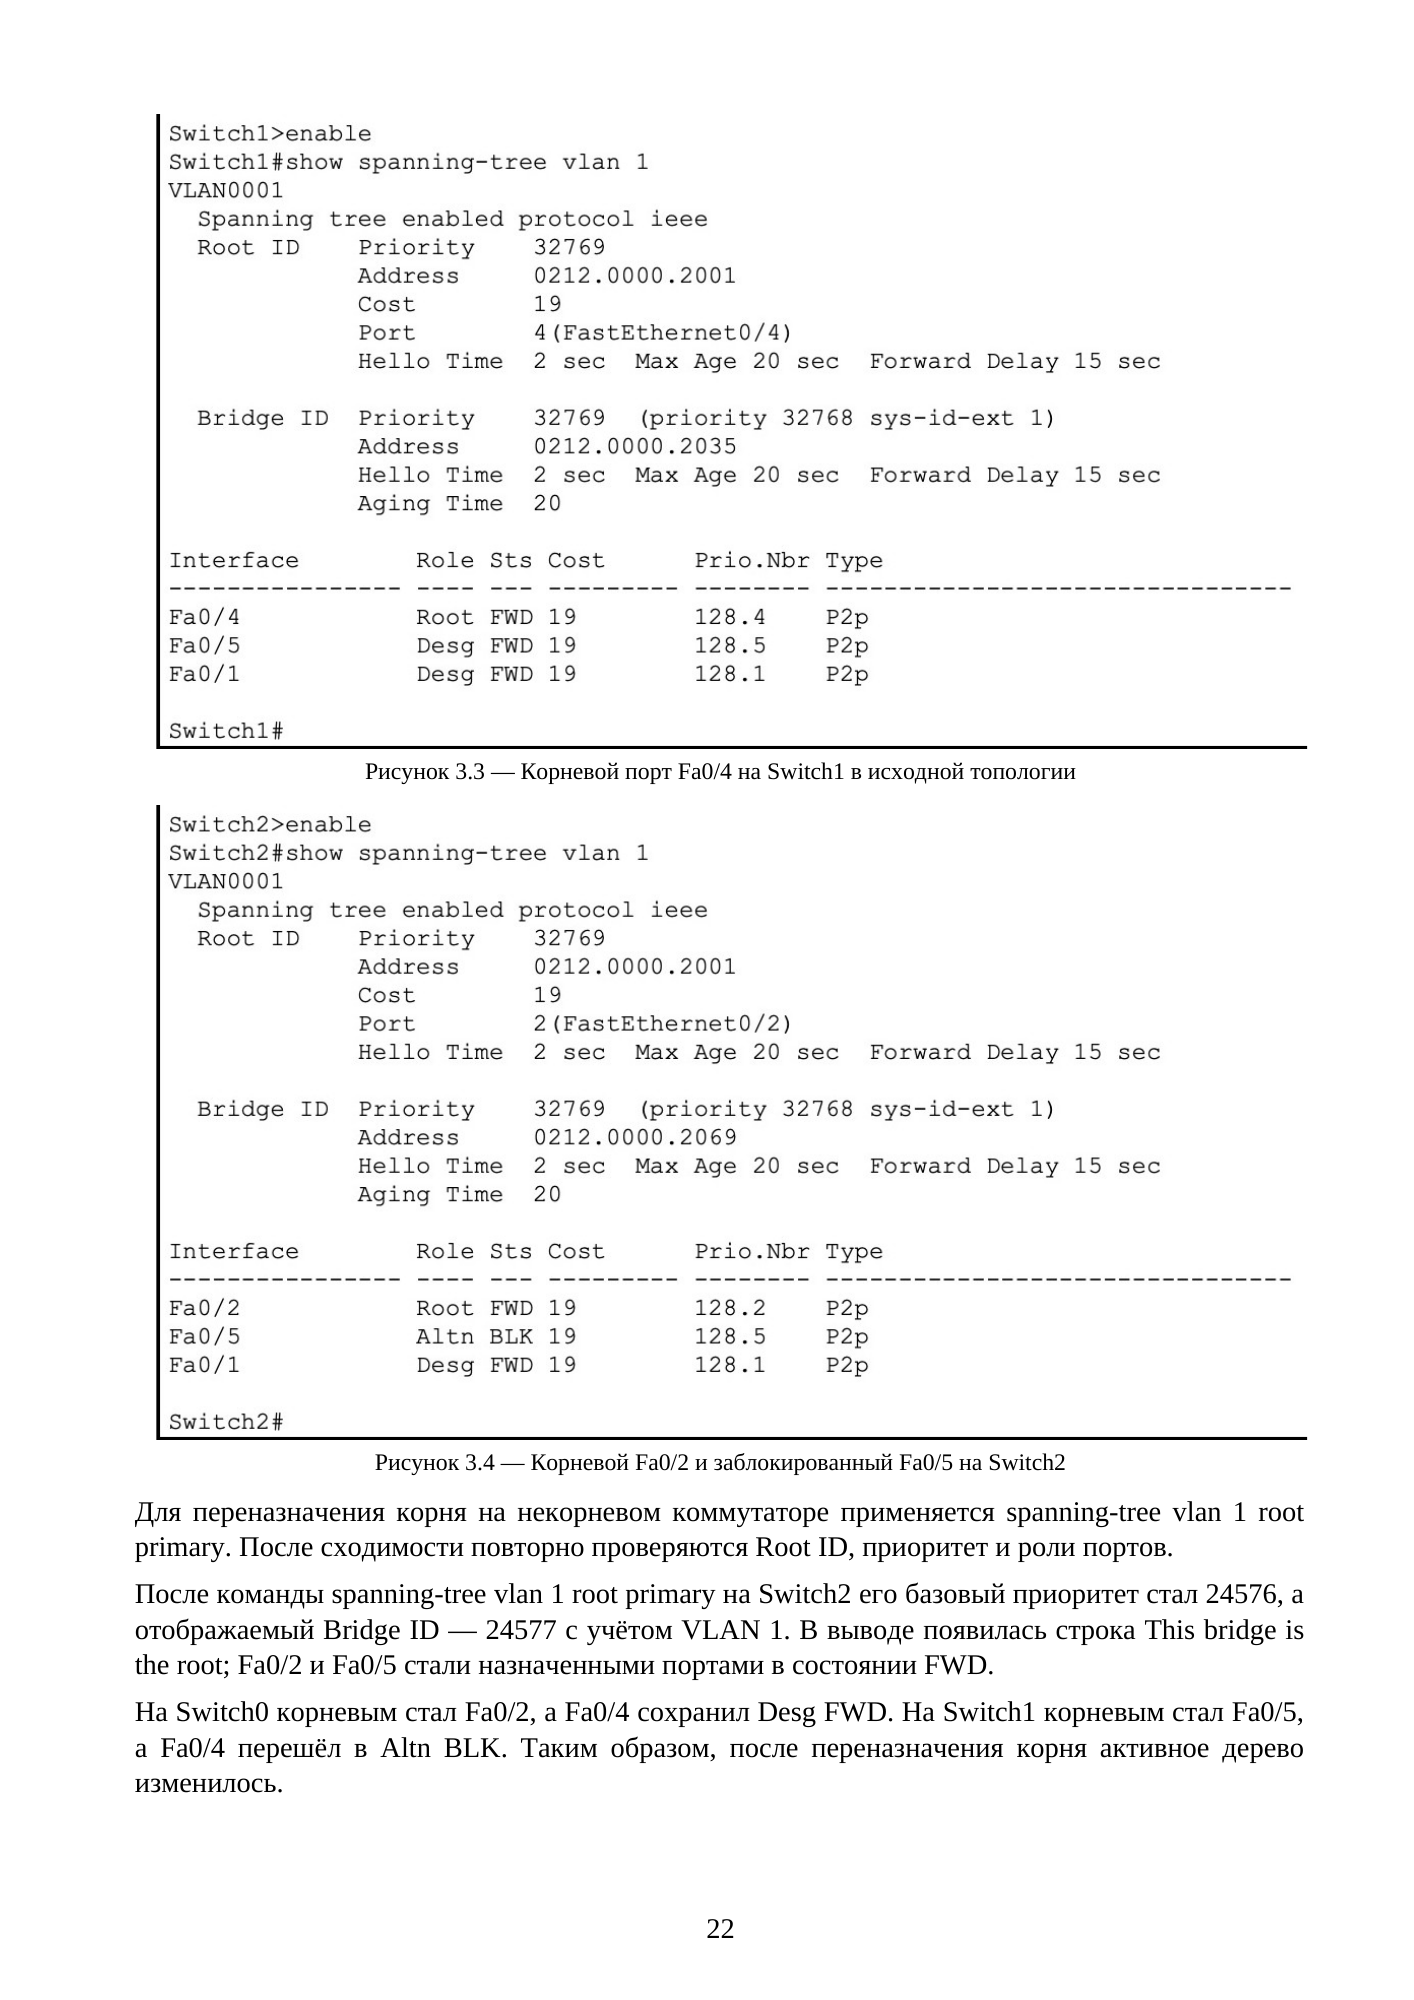 Switch1>enable
Switch1#show spanning-tree vlan 1
VLAN0001
  Spanning tree enabled protocol ieee
  Root ID    Priority    32769
             Address     0212.0000.2001
             Cost        19
             Port        4(FastEthernet0/4)
             Hello Time  2 sec  Max Age 20 sec  Forward Delay 15 sec

  Bridge ID  Priority    32769  (priority 32768 sys-id-ext 1)
             Address     0212.0000.2035
             Hello Time  2 sec  Max Age 20 sec  Forward Delay 15 sec
             Aging Time  20

Interface        Role Sts Cost      Prio.Nbr Type
---------------- ---- --- --------- -------- --------------------------------
Fa0/4            Root FWD 19        128.4    P2p
Fa0/5            Desg FWD 19        128.5    P2p
Fa0/1            Desg FWD 19        128.1    P2p

Switch1#
Рисунок 3.3 — Корневой порт Fa0/4 на Switch1 в исходной топологии
Switch2>enable
Switch2#show spanning-tree vlan 1
VLAN0001
  Spanning tree enabled protocol ieee
  Root ID    Priority    32769
             Address     0212.0000.2001
             Cost        19
             Port        2(FastEthernet0/2)
             Hello Time  2 sec  Max Age 20 sec  Forward Delay 15 sec

  Bridge ID  Priority    32769  (priority 32768 sys-id-ext 1)
             Address     0212.0000.2069
             Hello Time  2 sec  Max Age 20 sec  Forward Delay 15 sec
             Aging Time  20

Interface        Role Sts Cost      Prio.Nbr Type
---------------- ---- --- --------- -------- --------------------------------
Fa0/2            Root FWD 19        128.2    P2p
Fa0/5            Altn BLK 19        128.5    P2p
Fa0/1            Desg FWD 19        128.1    P2p

Switch2#
Рисунок 3.4 — Корневой Fa0/2 и заблокированный Fa0/5 на Switch2
Для переназначения корня на некорневом коммутаторе применяется spanning-tree vlan 1 root
primary. После сходимости повторно проверяются Root ID, приоритет и роли портов.
После команды spanning-tree vlan 1 root primary на Switch2 его базовый приоритет стал 24576, а
отображаемый Bridge ID — 24577 с учётом VLAN 1. В выводе появилась строка This bridge is
the root; Fa0/2 и Fa0/5 стали назначенными портами в состоянии FWD.
На Switch0 корневым стал Fa0/2, а Fa0/4 сохранил Desg FWD. На Switch1 корневым стал Fa0/5,
а Fa0/4 перешёл в Altn BLK. Таким образом, после переназначения корня активное дерево
изменилось.
22